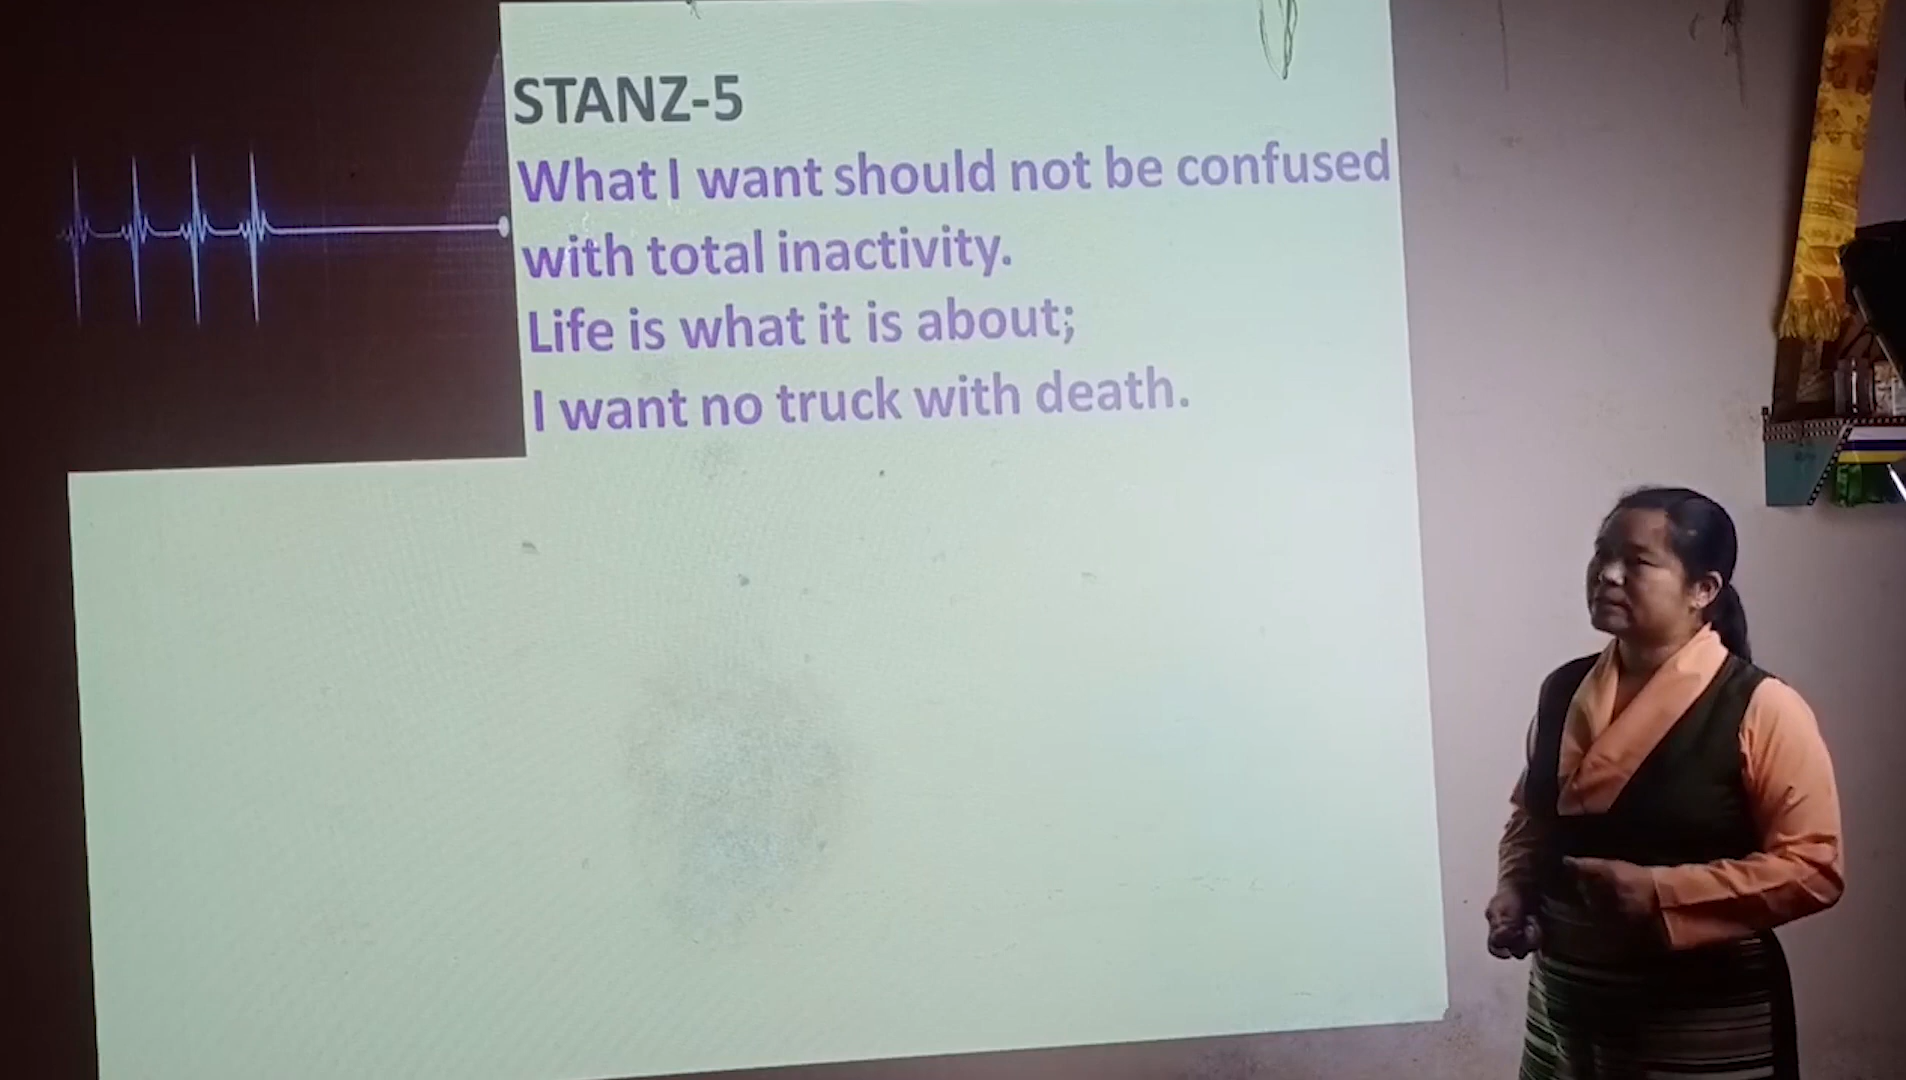 STANZ-5
What I want should not be confused
with total inactivity.
Life is what it is about;
I want no truck with death.